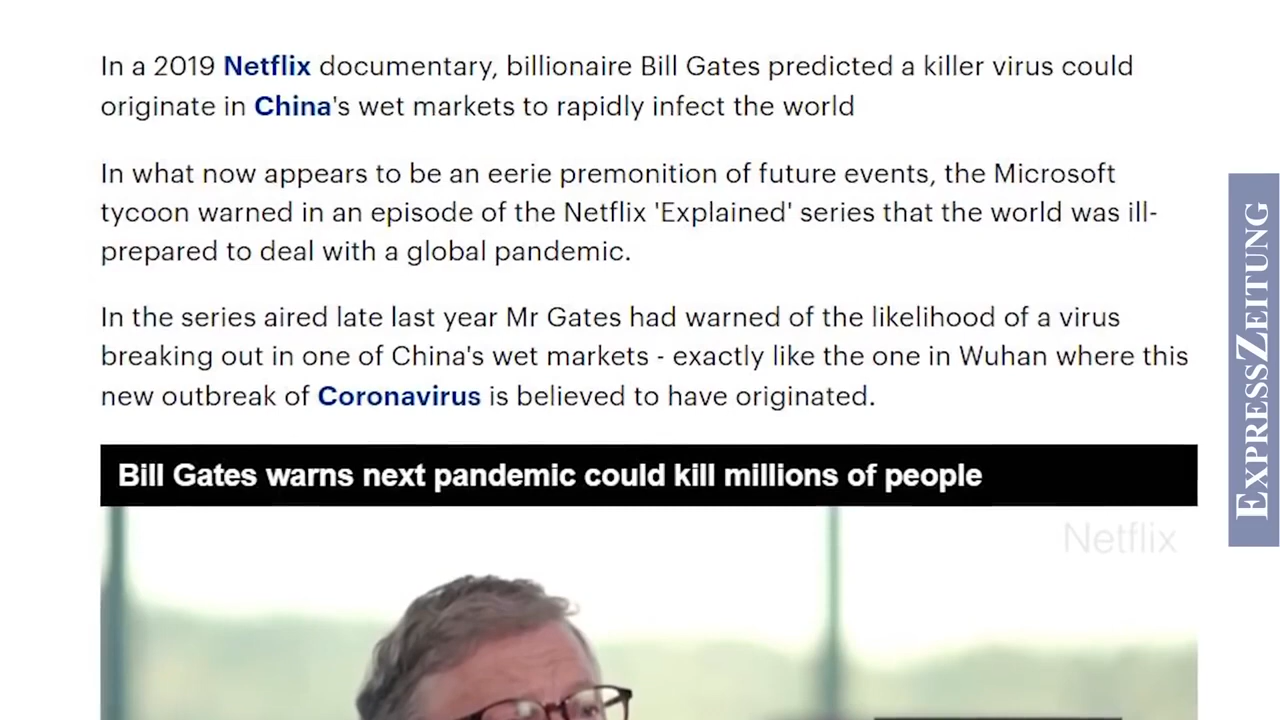 In a 2019 Netflix documentary, billionaire Bill Gates predicted a killer virus could
originate in China's wet markets to rapidly infect the world
In what now appears to be an eerie premonition of future events, the Microsoft
tycoon warned in an episode of the Netflix 'Explained' series that the world was ill-
prepared to deal with a global pandemic.
In the series aired late last year Mr Gates had warned of the likelihood of a virus
breaking out in one of China's wet markets - exactly like the one in Wuhan where this
new outbreak of Coronavirus is believed to have originated.
Bill Gates warns next pandemic could kill millions of people
Netflix
EXPRESSZEITUNG